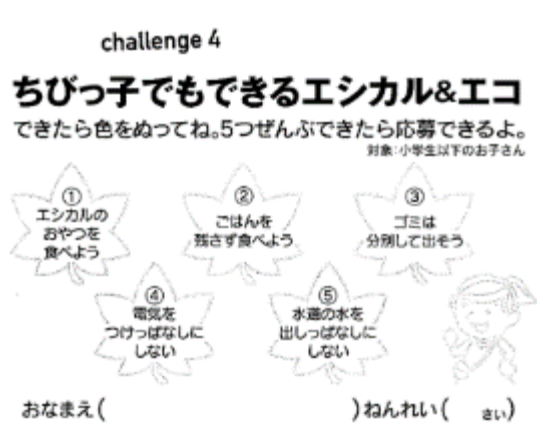 challenge 4
ちびっ子でもできるエシカル&エコ
できたら色をぬってね。5つぜんぶできたら応募できるよ。
対象:小学生以下のお子さん
①
エシカルの
おやつを
食べよう
②
ごはんを
残さず食べよう
③
ゴミは
分別して出そう
④
電気を
つけっぱなしに
しない
⑤
水道の水を
出しっぱなしに
しない
おなまえ(　　　　　)ねんれい(　　さい)